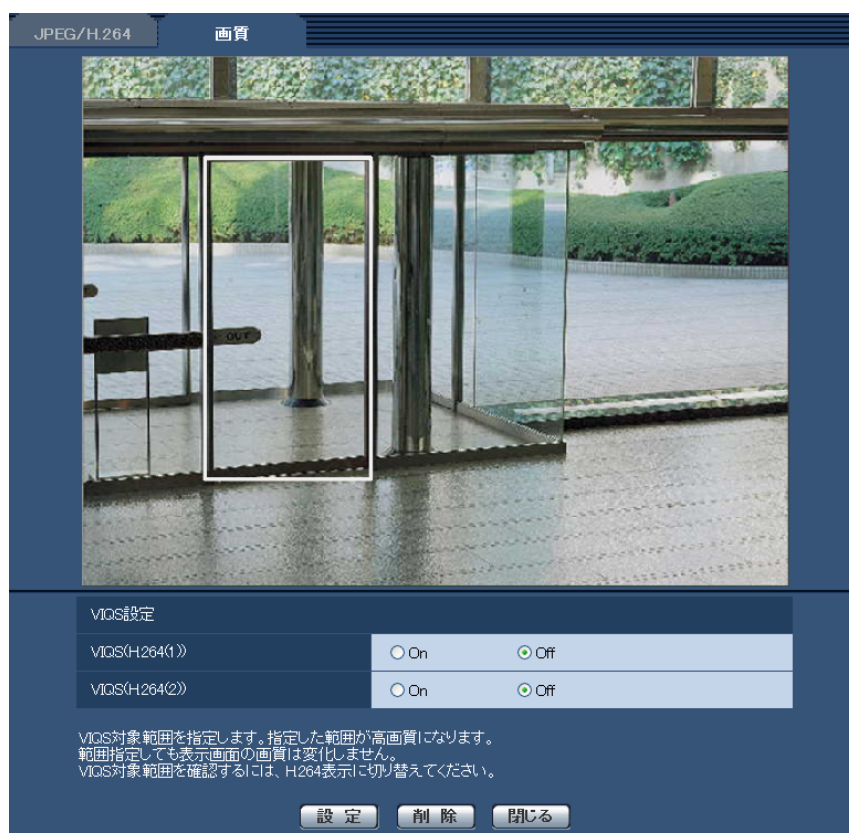 JPEG/H.264 画質
OUT
VIQS設定
VIQS(H.264(1)) On Off
VIQS(H.264(2)) On Off
VIQS対象範囲を指定します。指定した範囲が高画質になります。
範囲指定しても表示画面の画質は変化しません。
VIQS対象範囲を確認するには、H.264表示に切り替えてください。
設定 削除 閉じる